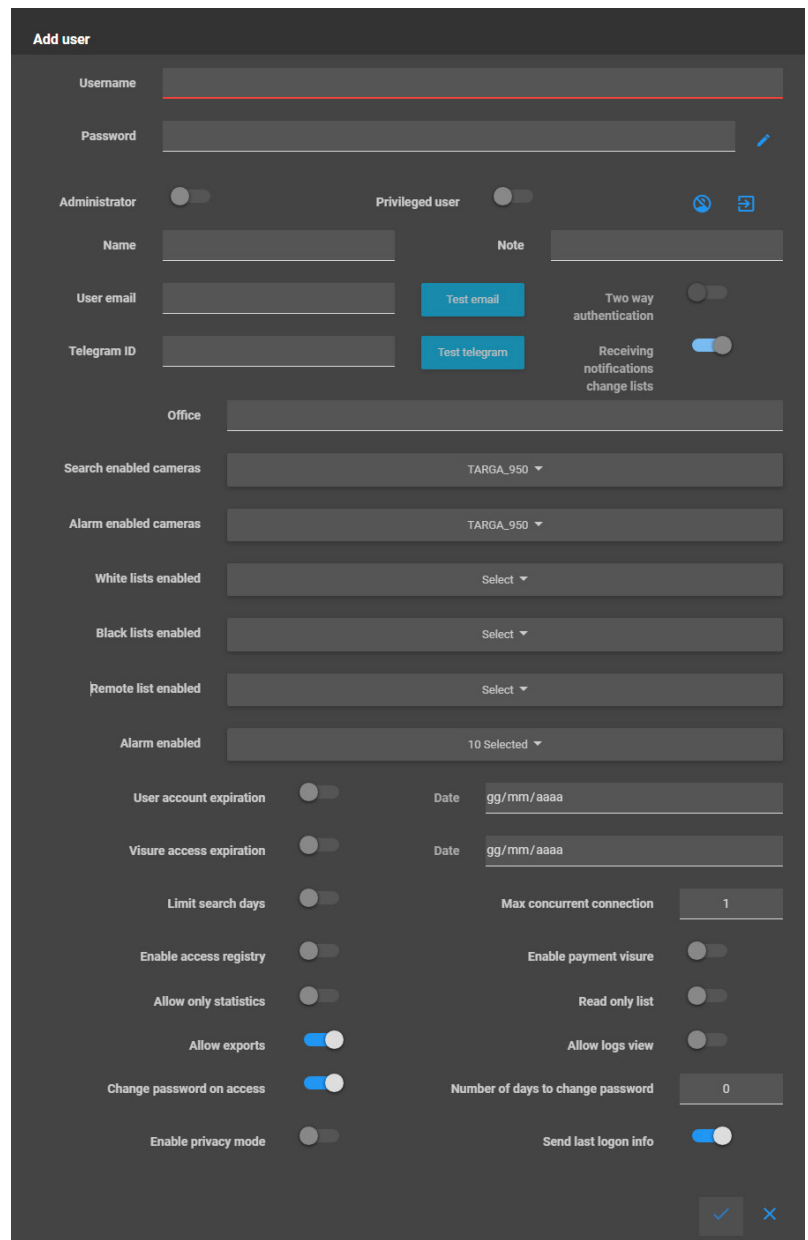 Add user
Username
Password
Administrator Privileged user
Name Note
User email Test email Two way
authentication
Telegram ID Test telegram Receiving
notifications
change lists
Office
Search enabled cameras TARGA_950
Alarm enabled cameras TARGA_950
White lists enabled Select
Black lists enabled Select
Remote list enabled Select
Alarm enabled 10 Selected
User account expiration Date gg/mm/aaaa
Visure access expiration Date gg/mm/aaaa
Limit search days Max concurrent connection 1
Enable access registry Enable payment visure
Allow only statistics Read only list
Allow exports Allow logs view
Change password on access Number of days to change password 0
Enable privacy mode Send last logon info